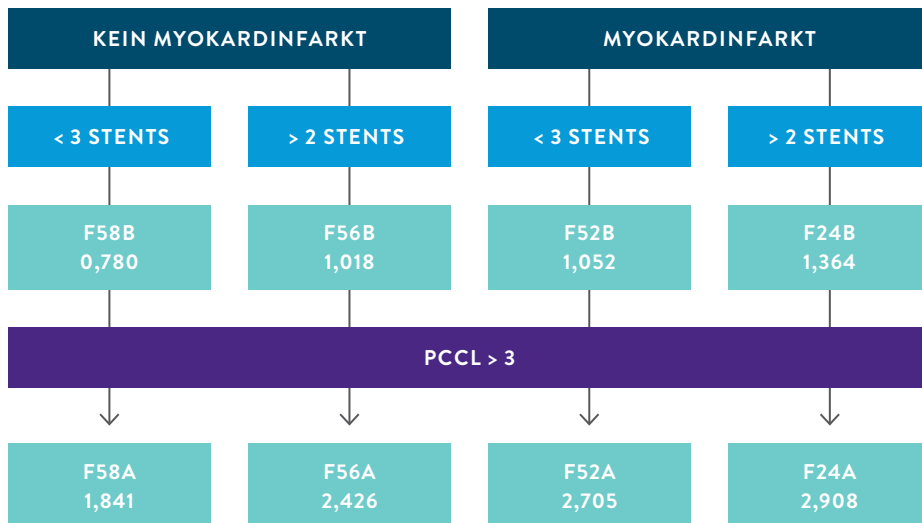 KEIN MYOKARDINFARKT
MYOKARDINFARKT
< 3 STENTS
> 2 STENTS
< 3 STENTS
> 2 STENTS
F58B
0,780
F56B
1,018
F52B
1,052
F24B
1,364
PCCL > 3
F58A
1,841
F56A
2,426
F52A
2,705
F24A
2,908